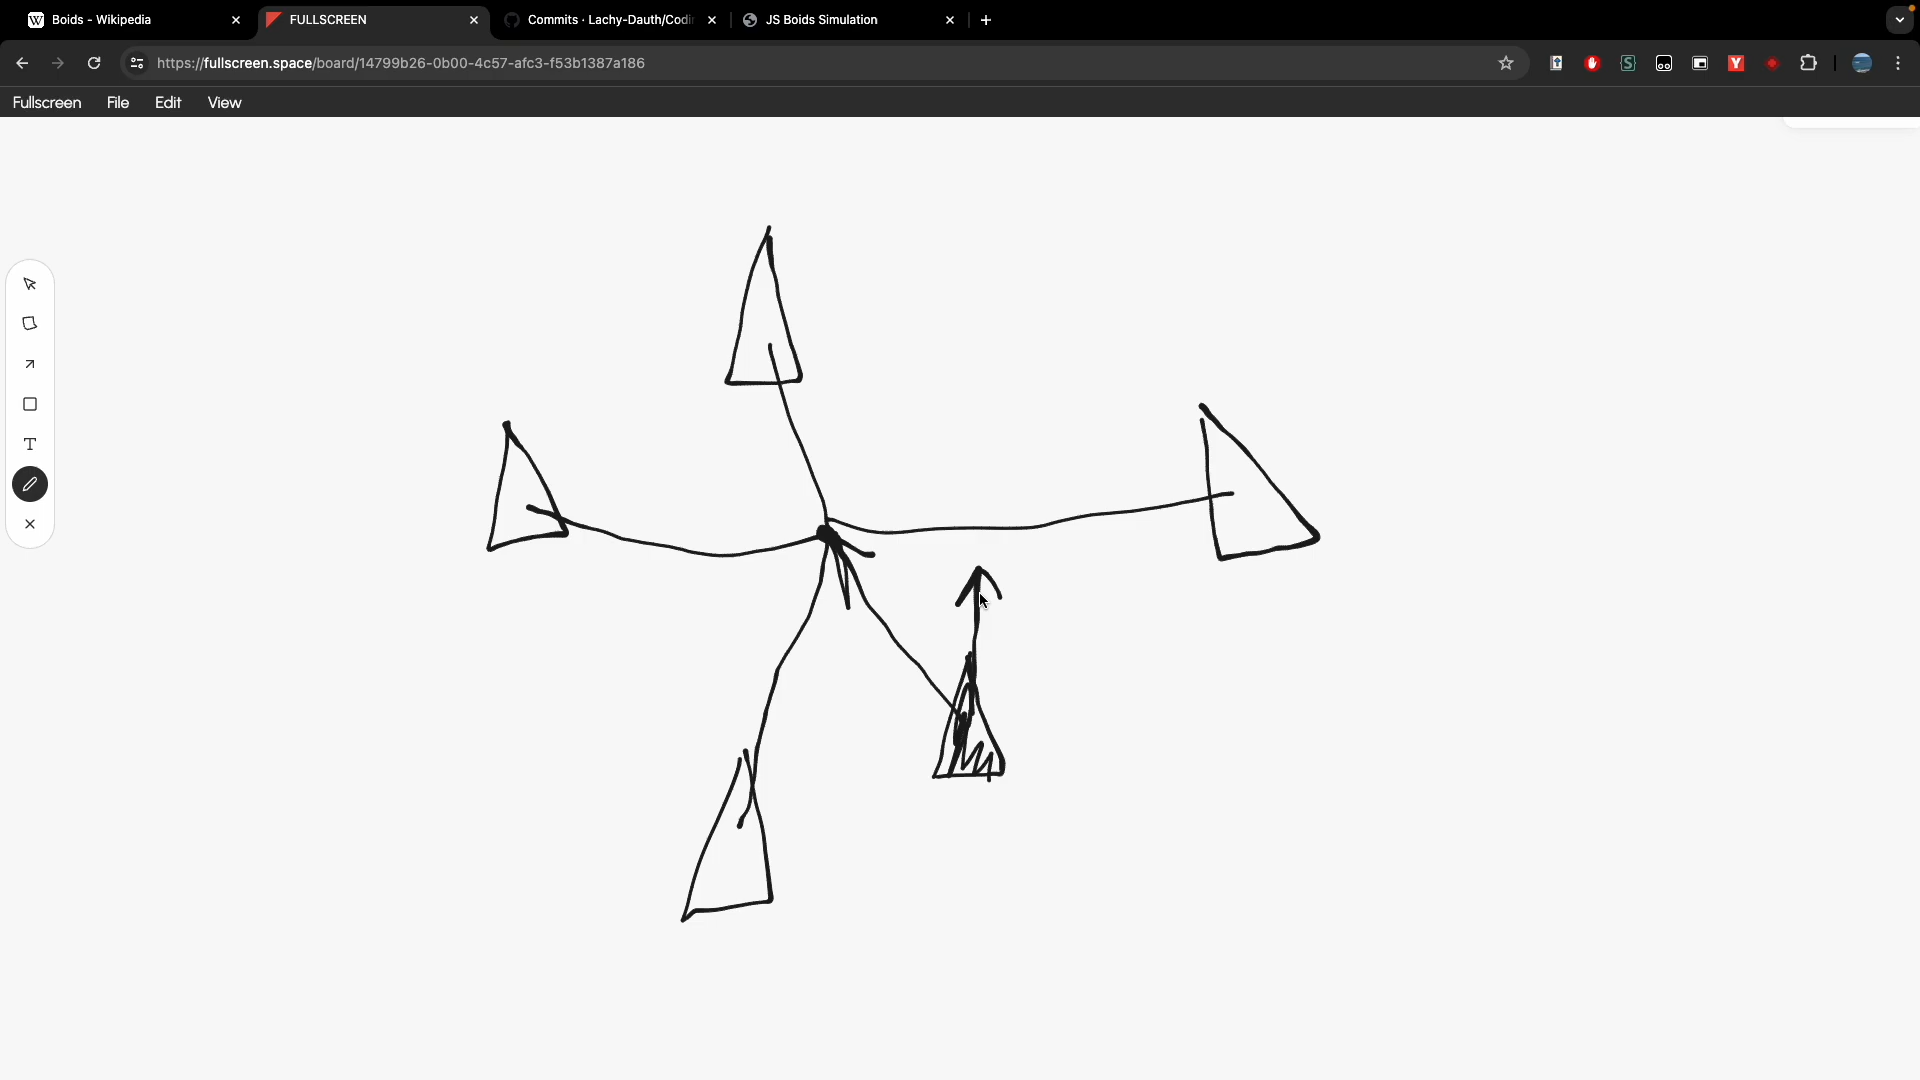 Boids - Wikipedia
FULLSCREEN
Commits · Lachy-Dauth/Codi
JS Boids Simulation
https://fullscreen.space/board/14799b26-0b00-4c57-afc3-f53b1387a186
Fullscreen File Edit View
T